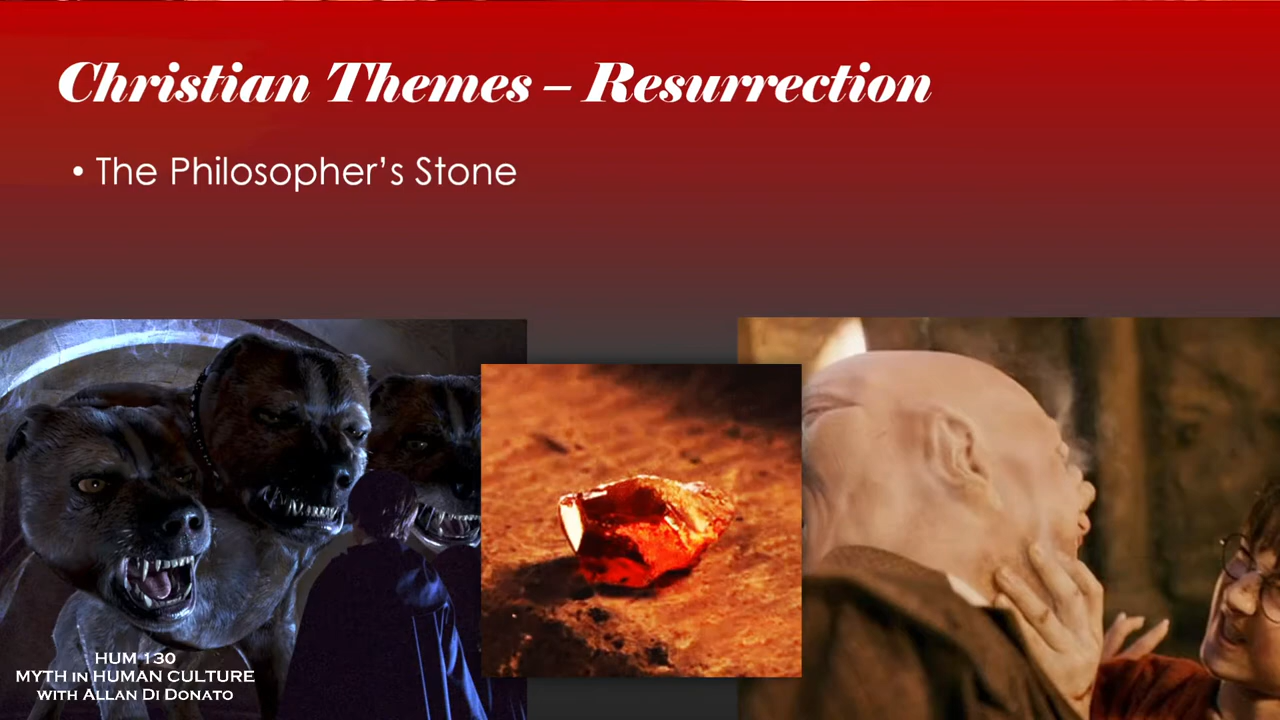 Christian Themes – Resurrection
• The Philosopher’s Stone
HUM 130
MYTH IN HUMAN CULTURE
WITH ALLAN DI DONATO